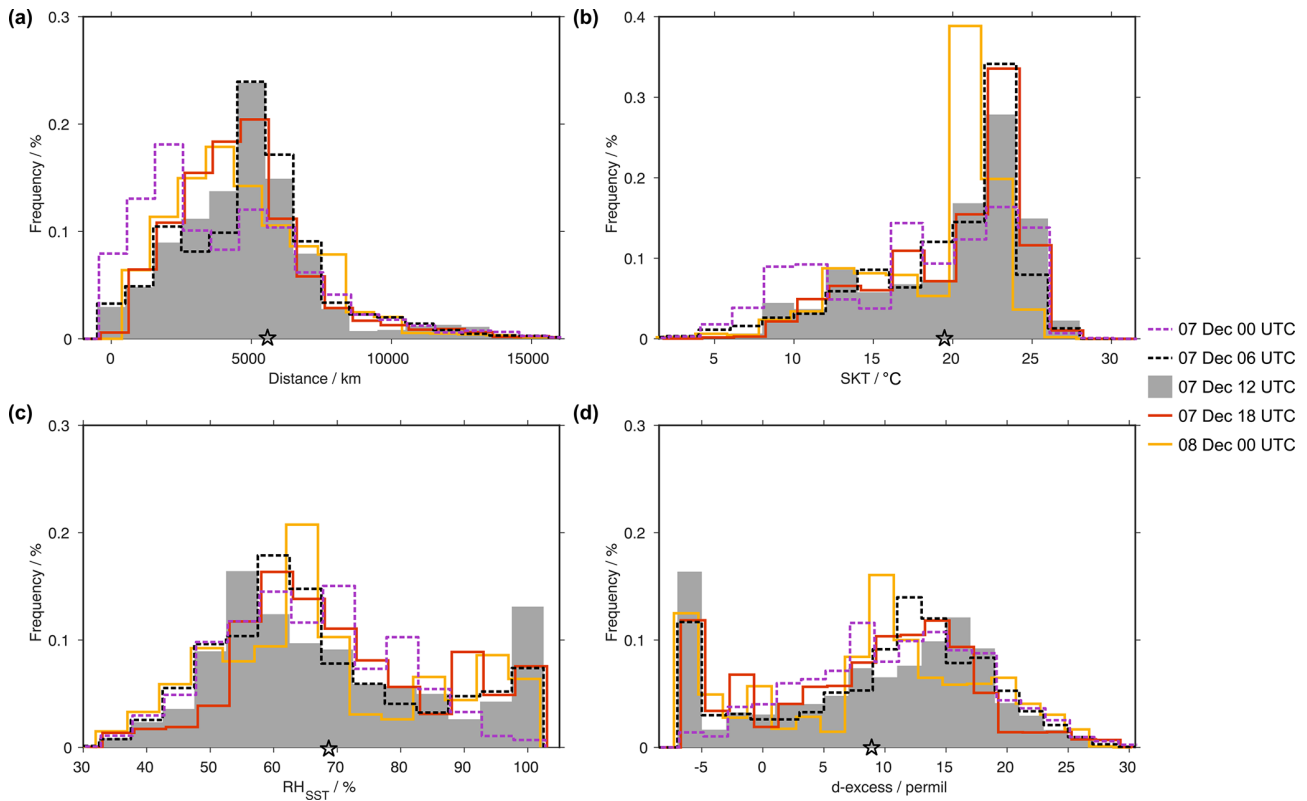 (a)
0.3
0.2
0.1
0
Frequency / %
0 5000 10000 15000
Distance / km
(b)
0.4
0.3
0.2
0.1
0
Frequency / %
5 10 15 20 25 30
SKT / °C
07 Dec 00 UTC
07 Dec 06 UTC
07 Dec 12 UTC
07 Dec 18 UTC
08 Dec 00 UTC
(c)
0.3
0.2
0.1
0
Frequency / %
30 40 50 60 70 80 90 100
RH_SST / %
(d)
0.3
0.2
0.1
0
Frequency / %
-5 0 5 10 15 20 25 30
d-excess / permil